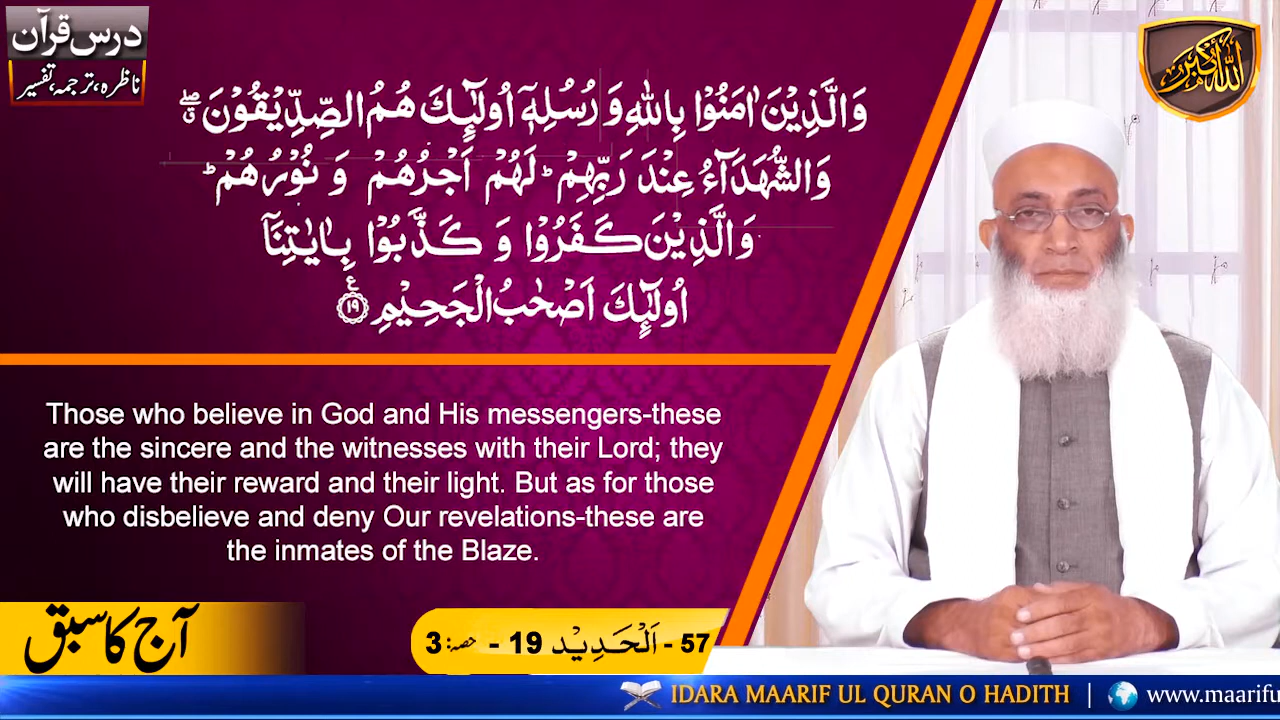 درس قرآن
ناظرہ، ترجمہ، تفسیر
اللہ اکبر
وَالَّذِیْنَ اٰمَنُوْا بِاللّٰهِ وَ رُسُلِهٖۤ اُولٰٓىِٕكَ هُمُ الصِّدِّیْقُوْنَ ۖۗ
وَالشُّهَدَآءُ عِنْدَ رَبِّهِمْ ؕ لَهُمْ اَجْرُهُمْ وَ نُوْرُهُمْ ؕ
وَالَّذِیْنَ كَفَرُوْا وَ كَذَّبُوْا بِاٰیٰتِنَاۤ
اُولٰٓىِٕكَ اَصْحٰبُ الْجَحِیْمِ ﴿۱۹﴾ ع
Those who believe in God and His messengers-these
are the sincere and the witnesses with their Lord; they
will have their reward and their light. But as for those
who disbelieve and deny Our revelations-these are
the inmates of the Blaze.
آج کا سبق
57 - اَلْحَدِیْد 19 - حصہ: 3
IDARA MAARIF UL QURAN O HADITH | www.maarifu